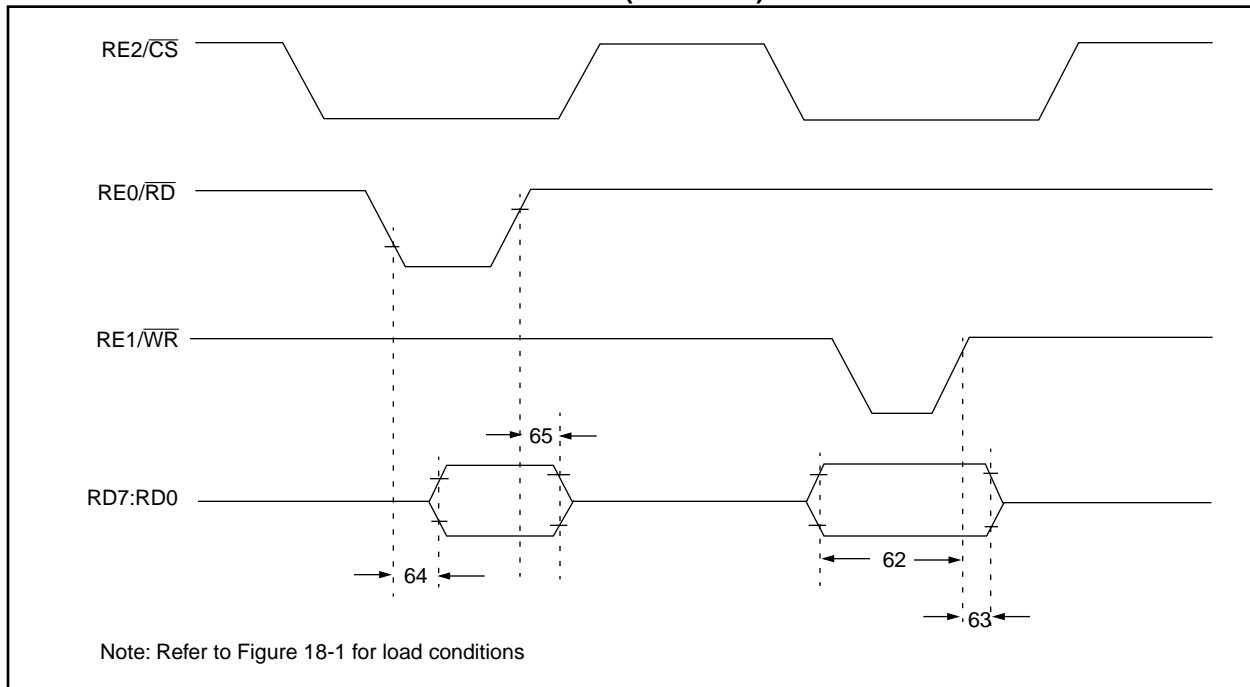 RE2/CS
RE0/RD
RE1/WR
65
RD7:RD0
62
64
63
Note: Refer to Figure 18-1 for load conditions